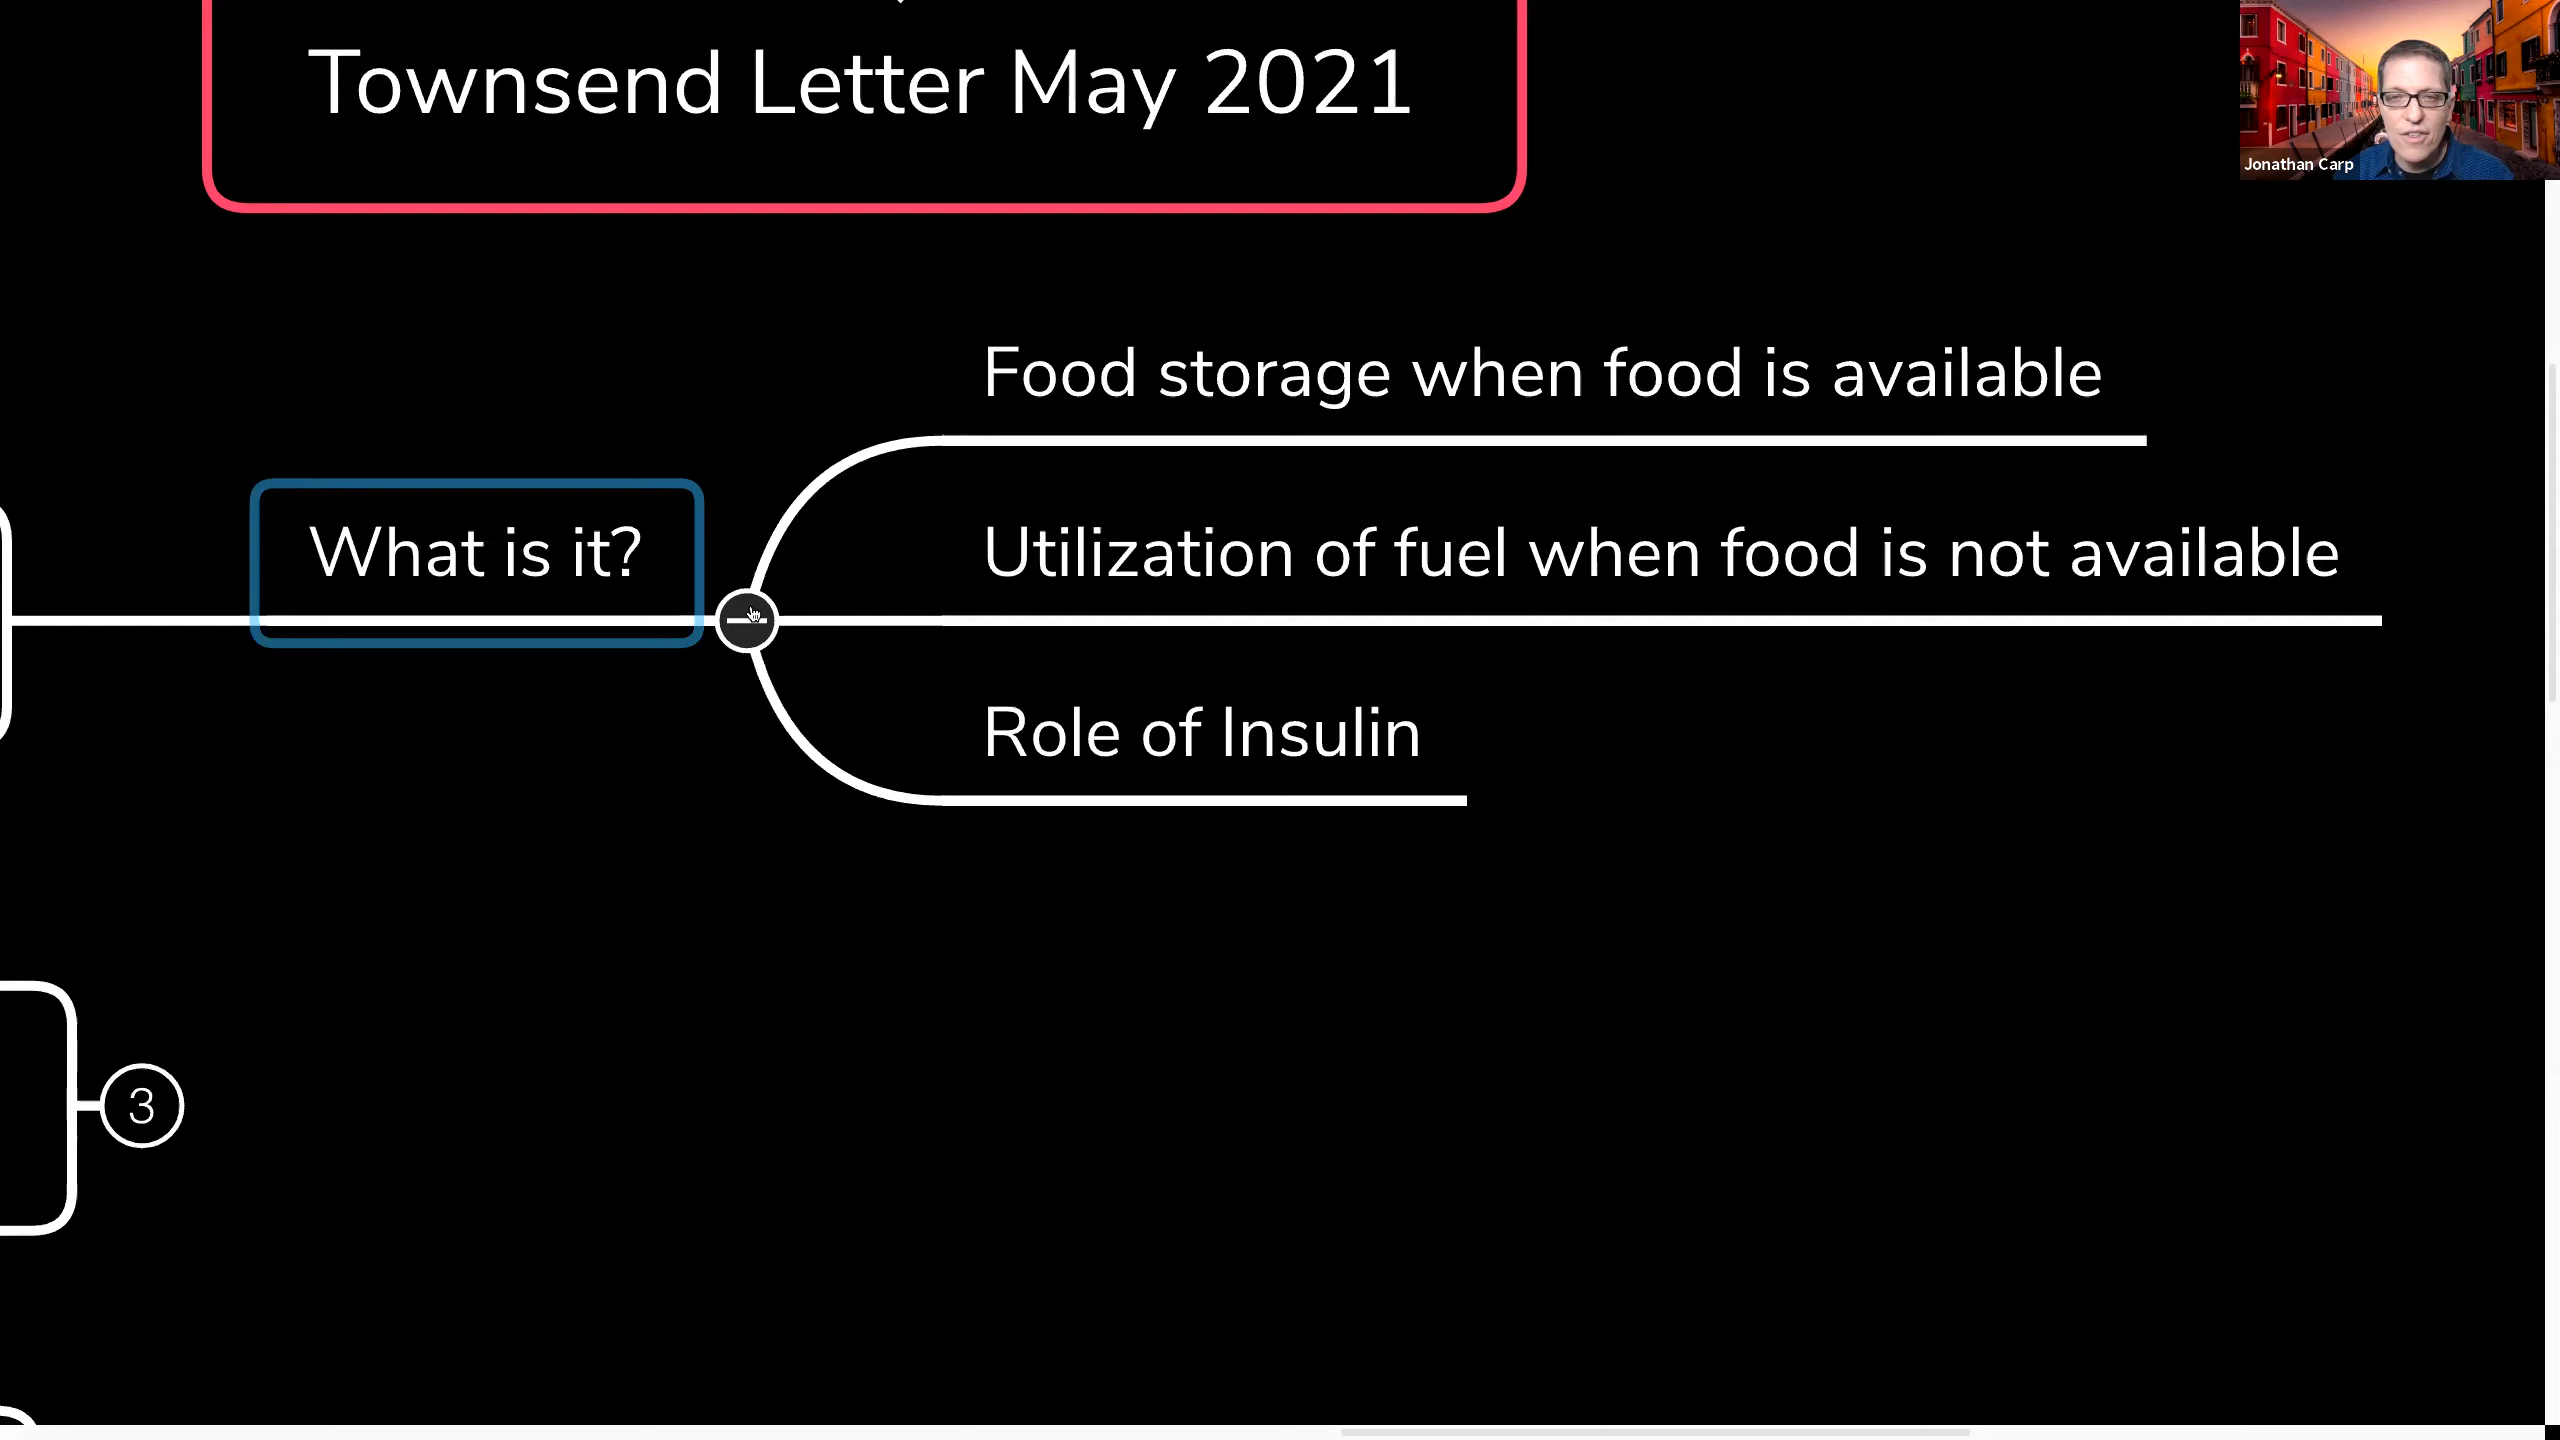 Townsend Letter May 2021
Jonathan Carp
Food storage when food is available
What is it?
Utilization of fuel when food is not available
Role of Insulin
3